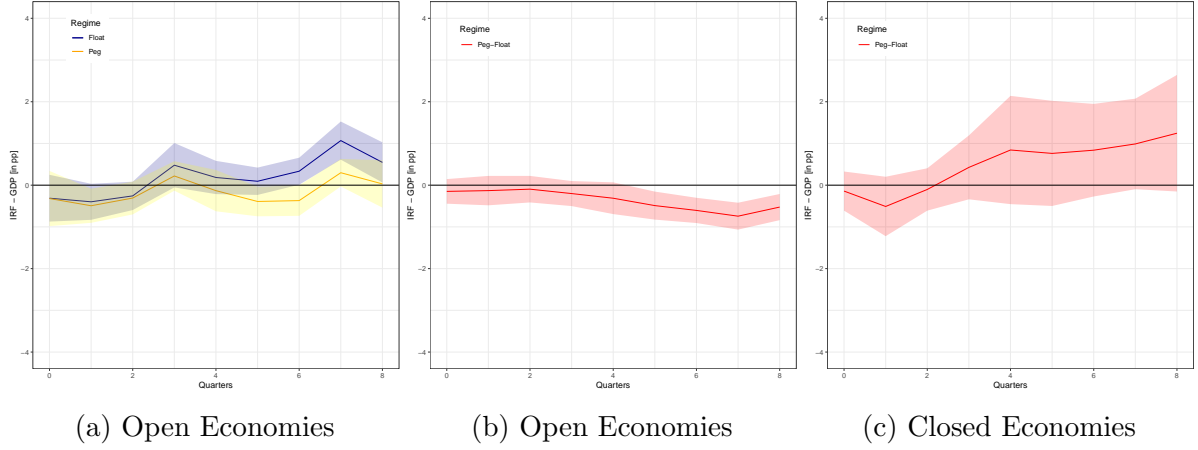 Regime
Float
Peg
4
2
0
−2
−4
IRF − GDP [in pp]
0
2
4
6
8
Quarters
(a) Open Economies
Regime
Peg−Float
4
2
0
−2
−4
IRF − GDP [in pp]
0
2
4
6
8
Quarters
(b) Open Economies
Regime
Peg−Float
4
2
0
−2
−4
IRF − GDP [in pp]
0
2
4
6
8
Quarters
(c) Closed Economies